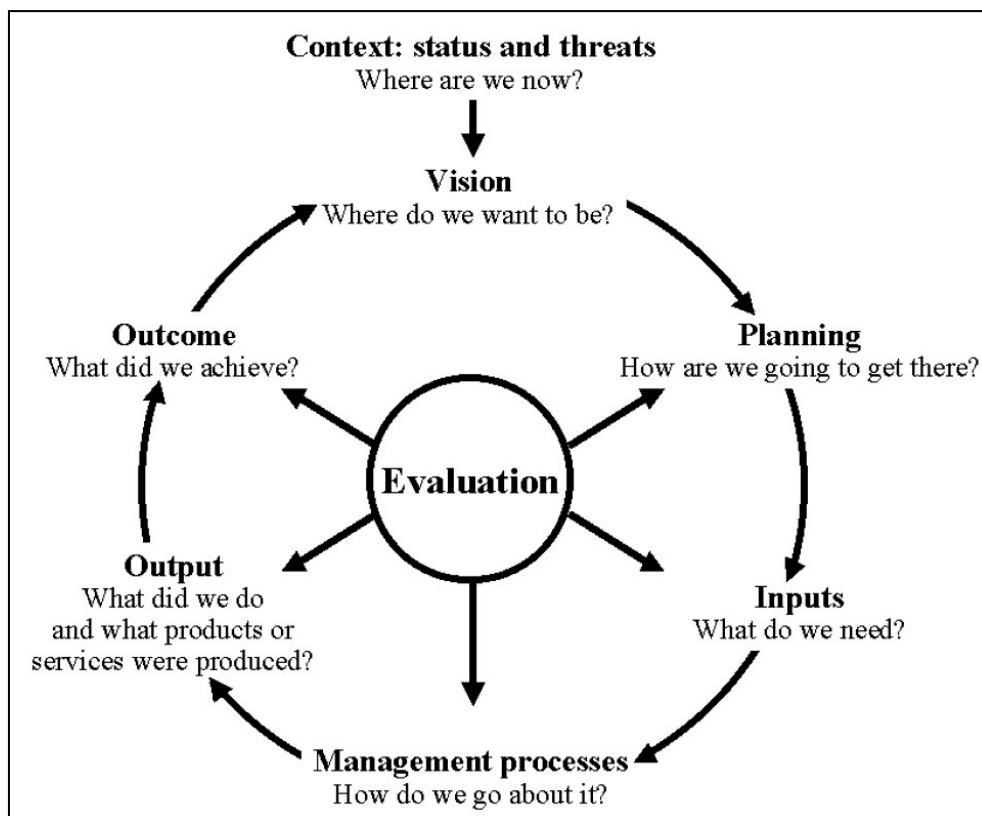 Context: status and threats
Where are we now?
Vision
Where do we want to be?
Outcome
What did we achieve?
Planning
How are we going to get there?
Evaluation
Output
What did we do
and what products or
services were produced?
Inputs
What do we need?
Management processes
How do we go about it?